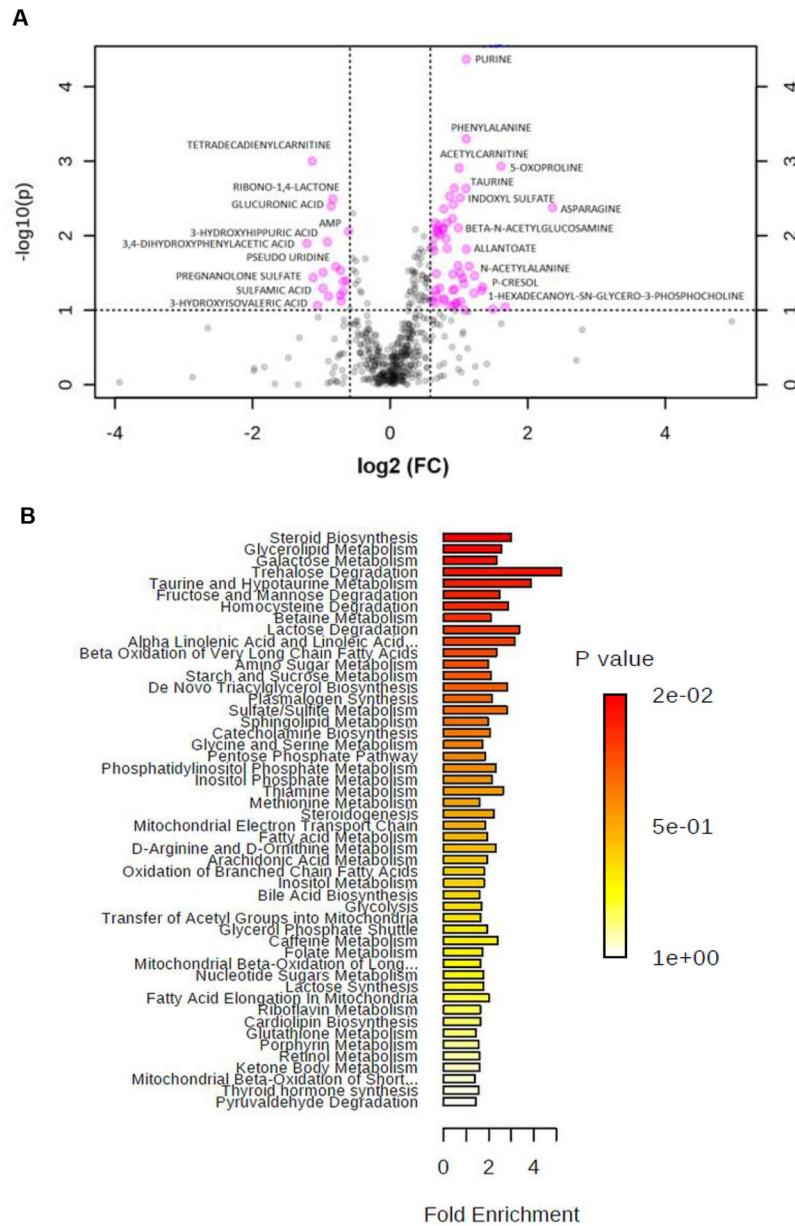 A
PURINE
PHENYLALANINE
TETRADECADIENYLCARNITINE
ACETYLCARNITINE
5-OXOPROLINE
TAURINE
RIBONO-1,4-LACTONE
INDOXYL SULFATE
GLUCURONIC ACID
ASPARAGINE
AMP
3-HYDROXYHIPPURIC ACID
BETA-N-ACETYLGLUCOSAMINE
3,4-DIHYDROXYPHENYLACETIC ACID
ALLANTOATE
PSEUDO URIDINE
N-ACETYLALANINE
PREGNANOLONE SULFATE
P-CRESOL
SULFAMIC ACID
1-HEXADECANOYL-SN-GLYCERO-3-PHOSPHOCHOLINE
3-HYDROXYISOVALERIC ACID
-log10(p)
4 4
3 3
2 2
1 1
0 0
-4 -2 0 2 4
log2 (FC)
B
Steroid Biosynthesis
Glycerolipid Metabolism
Galactose Metabolism
Trehalose Degradation
Taurine and Hypotaurine Metabolism
Fructose and Mannose Degradation
Homocysteine Degradation
Betaine Metabolism
Lactose Degradation
Alpha Linolenic Acid and Linoleic Acid...
Beta Oxidation of Very Long Chain Fatty Acids
Amino Sugar Metabolism
Starch and Sucrose Metabolism
De Novo Triacylglycerol Biosynthesis
Plasmalogen Synthesis
Sulfate/Sulfite Metabolism
Sphingolipid Metabolism
Catecholamine Biosynthesis
Glycine and Serine Metabolism
Pentose Phosphate Pathway
Phosphatidylinositol Phosphate Metabolism
Inositol Phosphate Metabolism
Thiamine Metabolism
Methionine Metabolism
Steroidogenesis
Mitochondrial Electron Transport Chain
Fatty acid Metabolism
D-Arginine and D-Ornithine Metabolism
Arachidonic Acid Metabolism
Oxidation of Branched Chain Fatty Acids
Inositol Metabolism
Bile Acid Biosynthesis
Glycolysis
Transfer of Acetyl Groups into Mitochondria
Glycerol Phosphate Shuttle
Caffeine Metabolism
Folate Metabolism
Mitochondrial Beta-Oxidation of Long...
Nucleotide Sugars Metabolism
Lactose Synthesis
Fatty Acid Elongation In Mitochondria
Riboflavin Metabolism
Cardiolipin Biosynthesis
Glutathione Metabolism
Porphyrin Metabolism
Retinol Metabolism
Ketone Body Metabolism
Mitochondrial Beta-Oxidation of Short...
Thyroid hormone synthesis
Pyruvaldehyde Degradation
P value
2e-02
5e-01
1e+00
0 2 4
Fold Enrichment